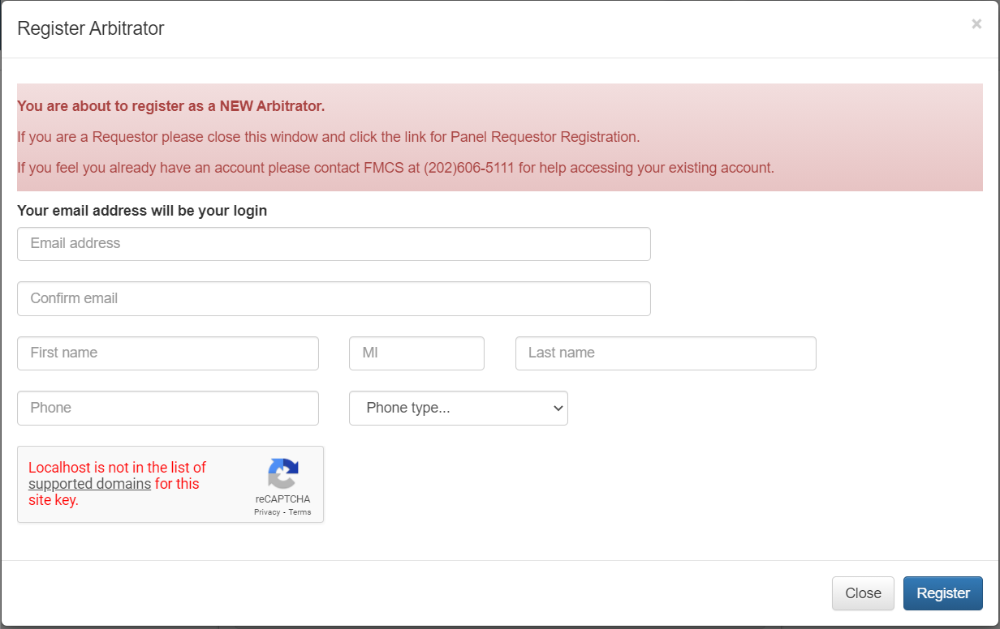 Register Arbitrator
×
You are about to register as a NEW Arbitrator.
If you are a Requestor please close this window and click the link for Panel Requestor Registration.
If you feel you already have an account please contact FMCS at (202)606-5111 for help accessing your existing account.
Your email address will be your login
Email address
Confirm email
First name MI Last name
Phone Phone type...
Localhost is not in the list of
supported domains for this
site key.
reCAPTCHA
Privacy - Terms
Close Register